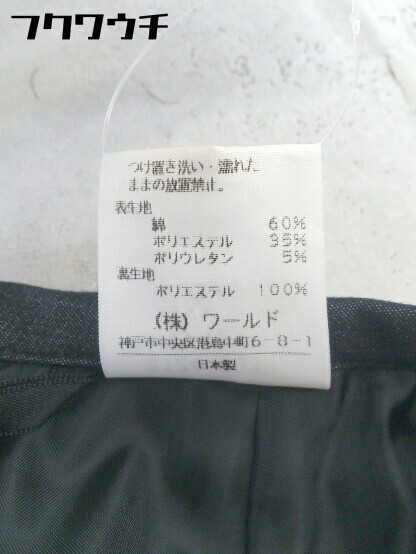 フクワウチ
つけ置き洗い・濡れた
ままの放置禁止。
表生地
綿 60%
ポリエステル 35%
ポリウレタン 5%
裏生地
ポリエステル 100%
(株) ワールド
神戸市中央区港島中町6-8-1
日本製